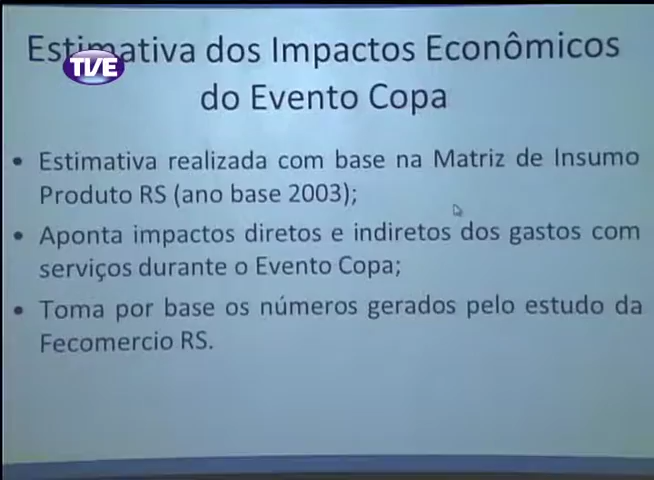 Estimativa dos Impactos Econômicos
do Evento Copa
TVE
• Estimativa realizada com base na Matriz de Insumo
Produto RS (ano base 2003);
• Aponta impactos diretos e indiretos dos gastos com
serviços durante o Evento Copa;
• Toma por base os números gerados pelo estudo da
Fecomercio RS.